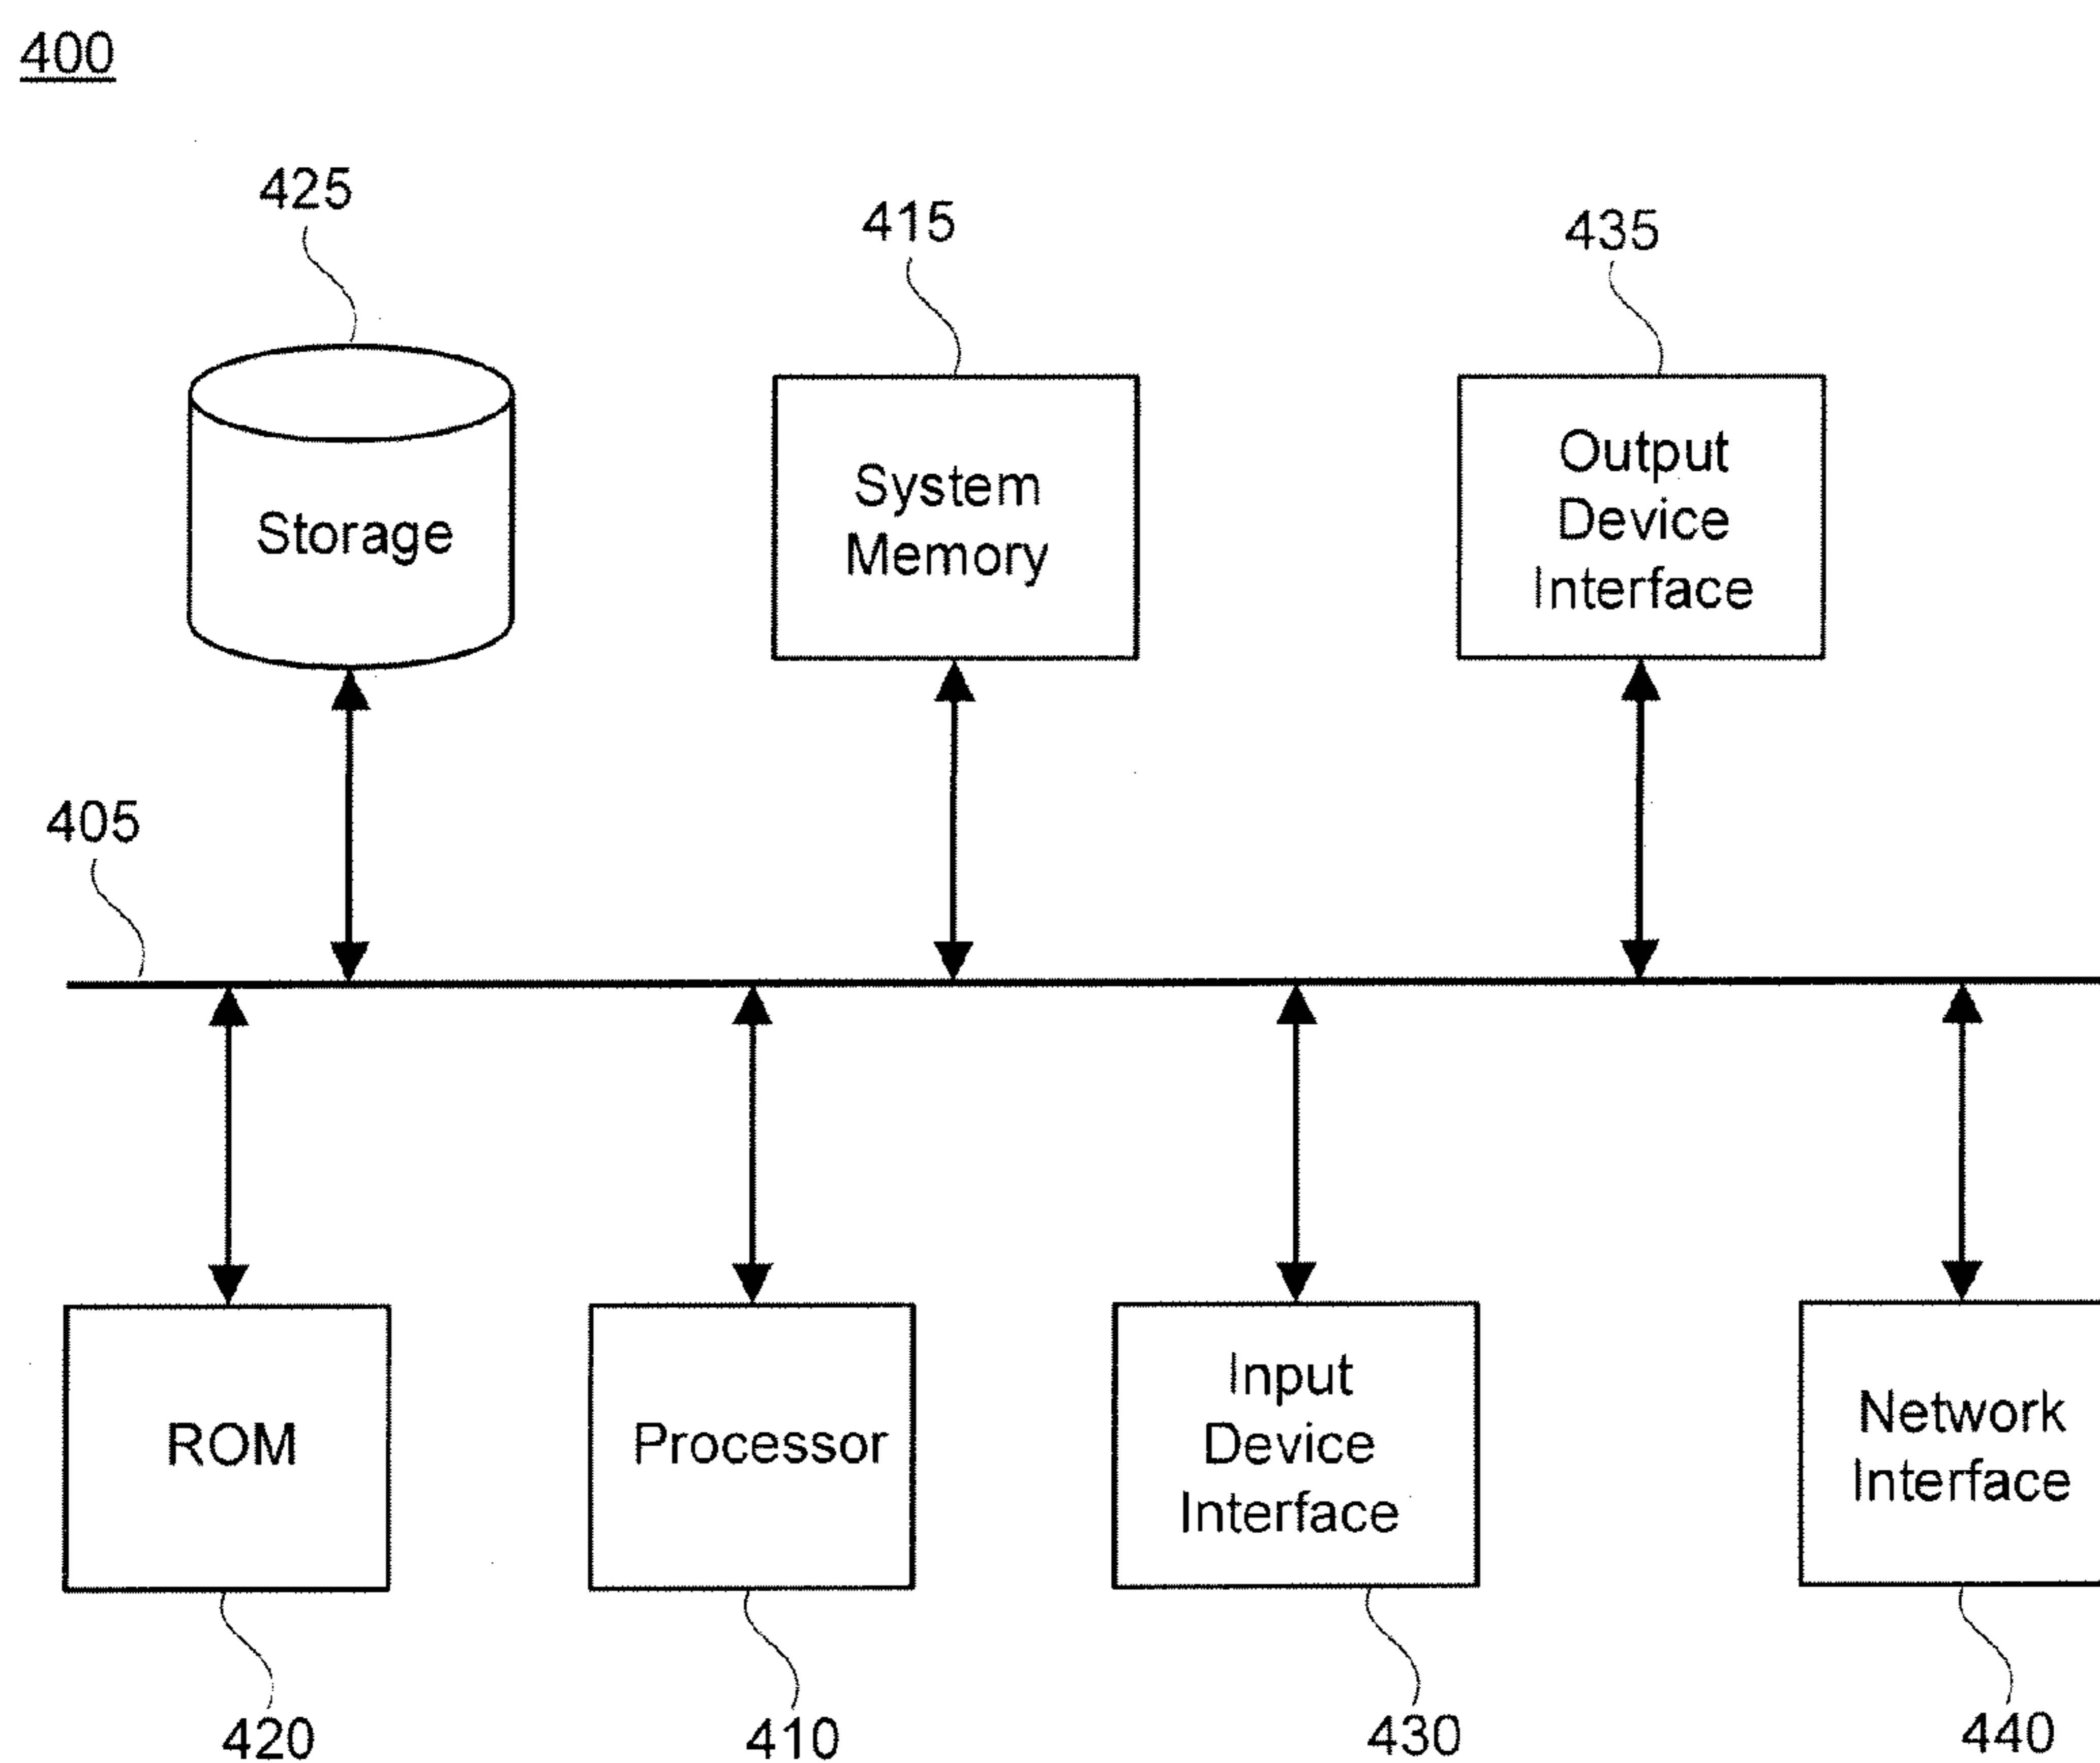 400
425
415
435
Storage
System
Memory
Output
Device
Interface
405
ROM
Processor
Input
Device
Interface
Network
Interface
420
410
430
440